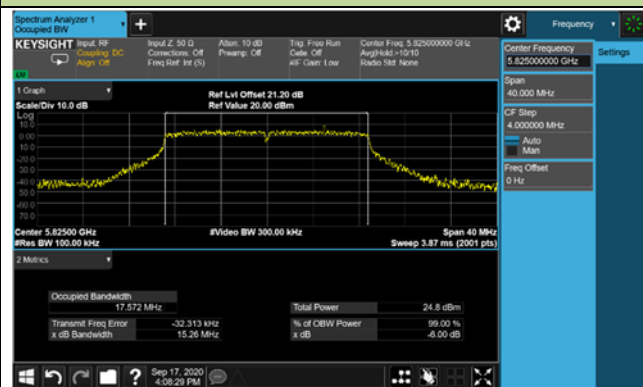 Spectrum Analyzer 1
Occupied BW
+
Frequency
KEYSIGHT
Input: RF
Coupling: DC
Align: Off
Input Z: 50 Ω
Corrections: Off
Freq Ref: Int (S)
Atten: 10 dB
Preamp: Off
Trig: Free Run
Gate: Off
#IF Gain: Low
Center Freq: 5.825000000 GHz
Avg|Hold:>10/10
Radio Std: None
Center Frequency
5.825000000 GHz
Settings
Span
40.000 MHz
CF Step
4.000000 MHz
Auto
Man
Freq Offset
0 Hz
1 Graph
Scale/Div 10.0 dB
Ref Lvl Offset 21.20 dB
Ref Value 20.00 dBm
Log
10.0
0.00
-10.0
-20.0
-30.0
-40.0
-50.0
-60.0
-70.0
Center 5.82500 GHz
#Res BW 100.00 kHz
#Video BW 300.00 kHz
Span 40 MHz
Sweep 3.87 ms (2001 pts)
2 Metrics
Occupied Bandwidth
17.572 MHz
Total Power 24.8 dBm
Transmit Freq Error -32.313 kHz
% of OBW Power 99.00 %
x dB Bandwidth 15.26 MHz
x dB -6.00 dB
?
Sep 17, 2020
4:08:29 PM